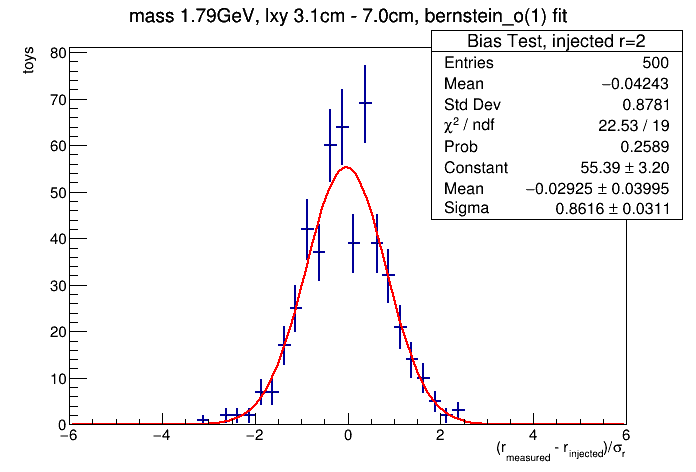 mass 1.79GeV, lxy 3.1cm - 7.0cm, bernstein_o(1) fit
Bias Test, injected r=2
Entries 500
Mean −0.04243
Std Dev 0.8781
χ² / ndf 22.53 / 19
Prob 0.2589
Constant 55.39 ± 3.20
Mean −0.02925 ± 0.03995
Sigma 0.8616 ± 0.0311
toys
80
70
60
50
40
30
20
10
0
−6 −4 −2 0 2 4 6
(r_measured - r_injected)/σ_r